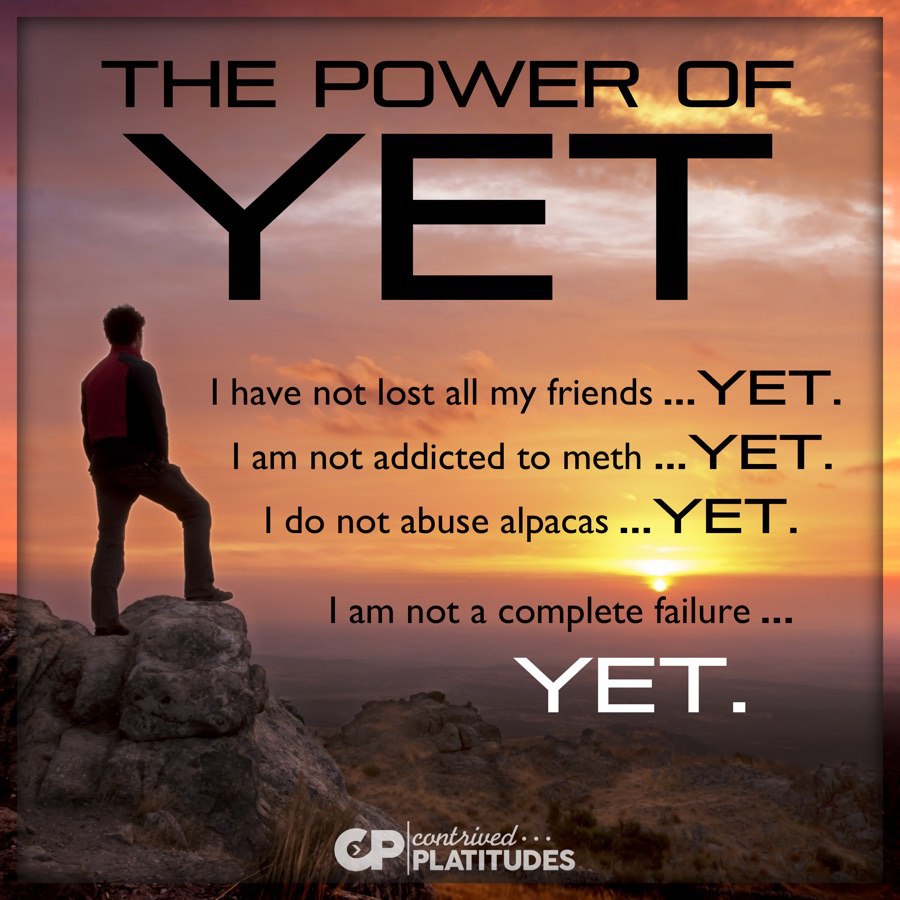 THE POWER OF
YET
I have not lost all my friends ... YET.
I am not addicted to meth ... YET.
I do not abuse alpacas ... YET.
I am not a complete failure ...
YET.
CP contrived...
PLATITUDES